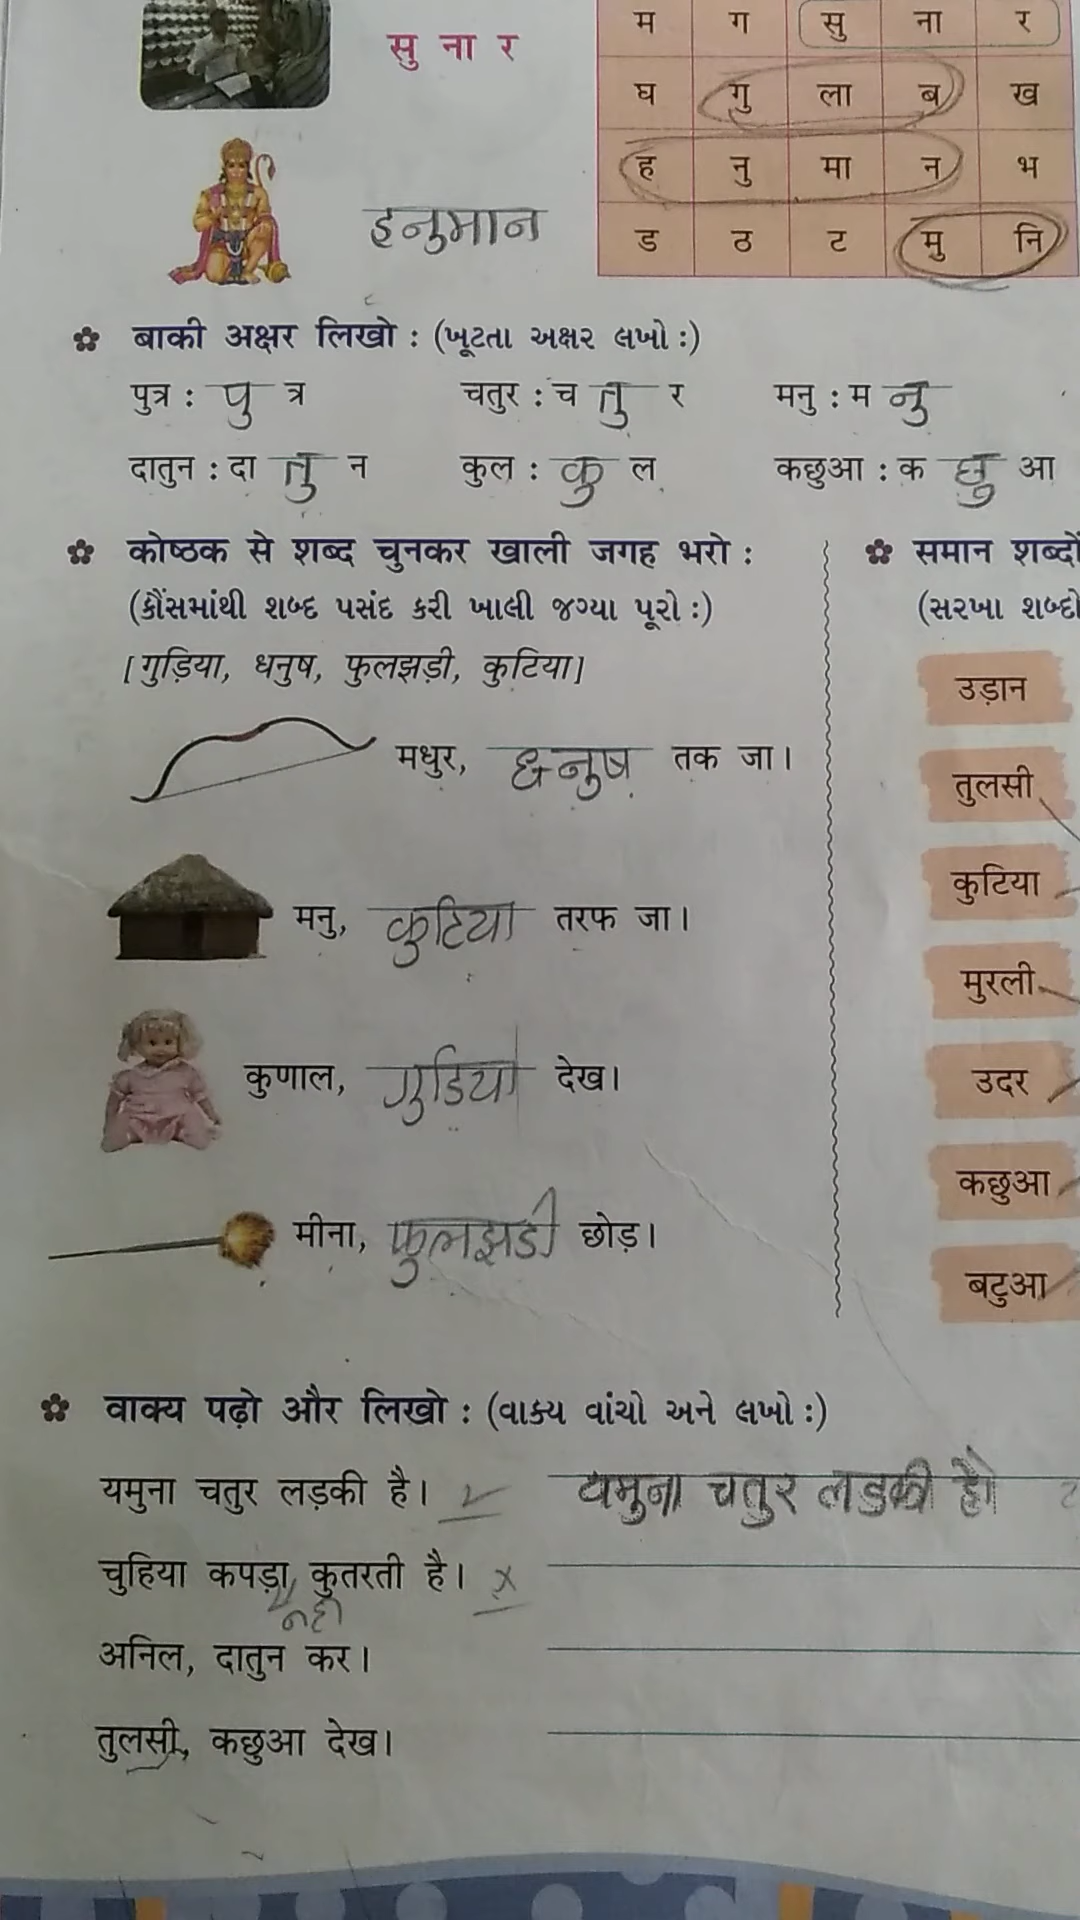 सु ना र
म ग सु ना र
घ गु ला ब ख
ह नु मा न भ
ड ठ ट मु नि
हनुमान
बाकी अक्षर लिखो : (ખૂટતા અક્ષર લખો :)
पुत्र : पु त्र चतुर : च तु र मनु : म नु
दातुन : दा तु न कुल : कु ल कछुआ : क छु आ
कोष्ठक से शब्द चुनकर खाली जगह भरो :
(કૌંસમાંથી શબ્દ પસંદ કરી ખાલી જગ્યા પૂરો :)
[गुड़िया, धनुष, फुलझड़ी, कुटिया]
मधुर, धनुष तक जा।
मनु, कुटिया तरफ जा।
कुणाल, गुडिया देख।
मीना, फुलझडी छोड़।
समान शब्दों
(સરખા શબ્દો
उड़ान
तुलसी
कुटिया
मुरली
उदर
कछुआ
बटुआ
वाक्य पढ़ो और लिखो : (વાક્ય વાંચો અને લખો :)
यमुना चतुर लड़की है। यमुना चतुर लडकी है।
चुहिया कपड़ा कुतरती है। x
नही
अनिल, दातुन कर।
तुलसी, कछुआ देख।